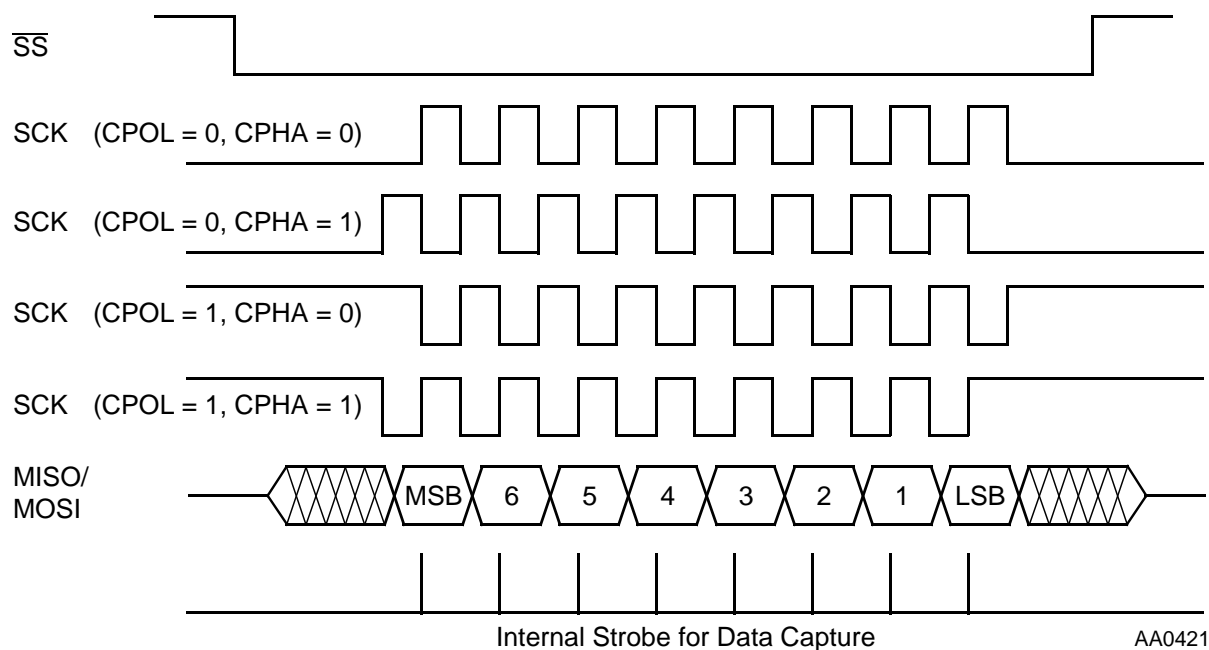 S̅S̅
SCK (CPOL = 0, CPHA = 0)
SCK (CPOL = 0, CPHA = 1)
SCK (CPOL = 1, CPHA = 0)
SCK (CPOL = 1, CPHA = 1)
MISO/
MOSI
MSB 6 5 4 3 2 1 LSB
Internal Strobe for Data Capture
AA0421